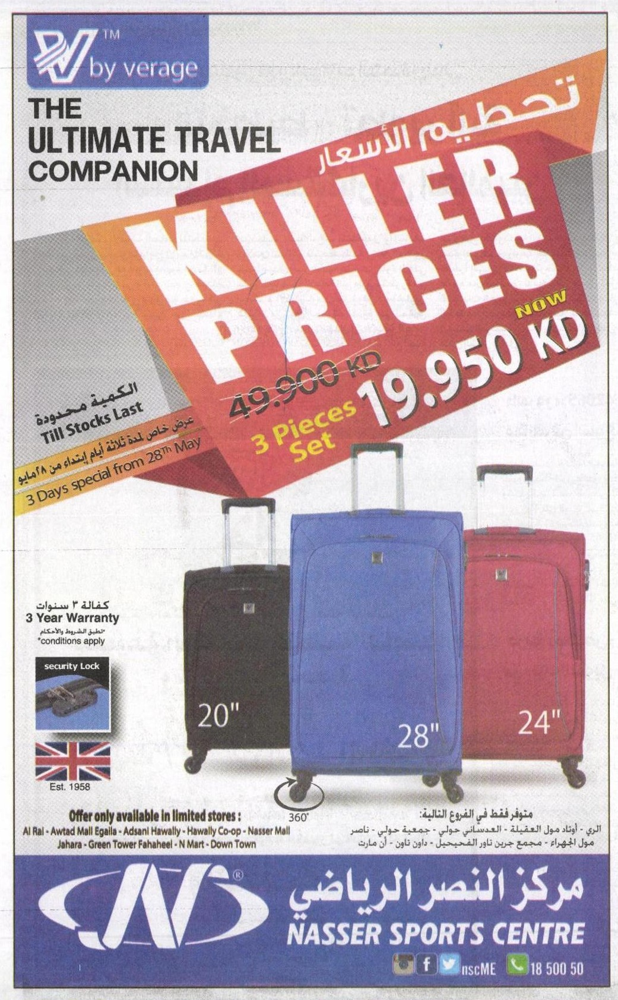 TM
by verage
THE
ULTIMATE TRAVEL
COMPANION
تحطيم الأسعار
KILLER
PRICES
NOW
49.900 KD
19.950 KD
3 Pieces
Set
الكمية محدودة
Till Stocks Last
عرض خاص لمدة ثلاثة أيام إبتداء من ٢٨ مايو
3 Days special from 28Th May
كفالة ٣ سنوات
3 Year Warranty
*تطبق الشروط والأحكام
*conditions apply
security Lock
Est. 1958
20"
28"
24"
360°
Offer only available in limited stores :
Al Rai - Awtad Mall Egaila - Adsani Hawally - Hawally Co-op - Nasser Mall
Jahara - Green Tower Fahaheel - N Mart - Down Town
متوفر فقط في الفروع التالية:
الري - أوتاد مول العقيلة - العدساني حولي - جمعية حولي - ناصر
مول الجهراء - مجمع جرين تاور الفحيحيل - داون تاون - أن مارت
N ®
مركز النصر الرياضي
NASSER SPORTS CENTRE
nscME 18 500 50